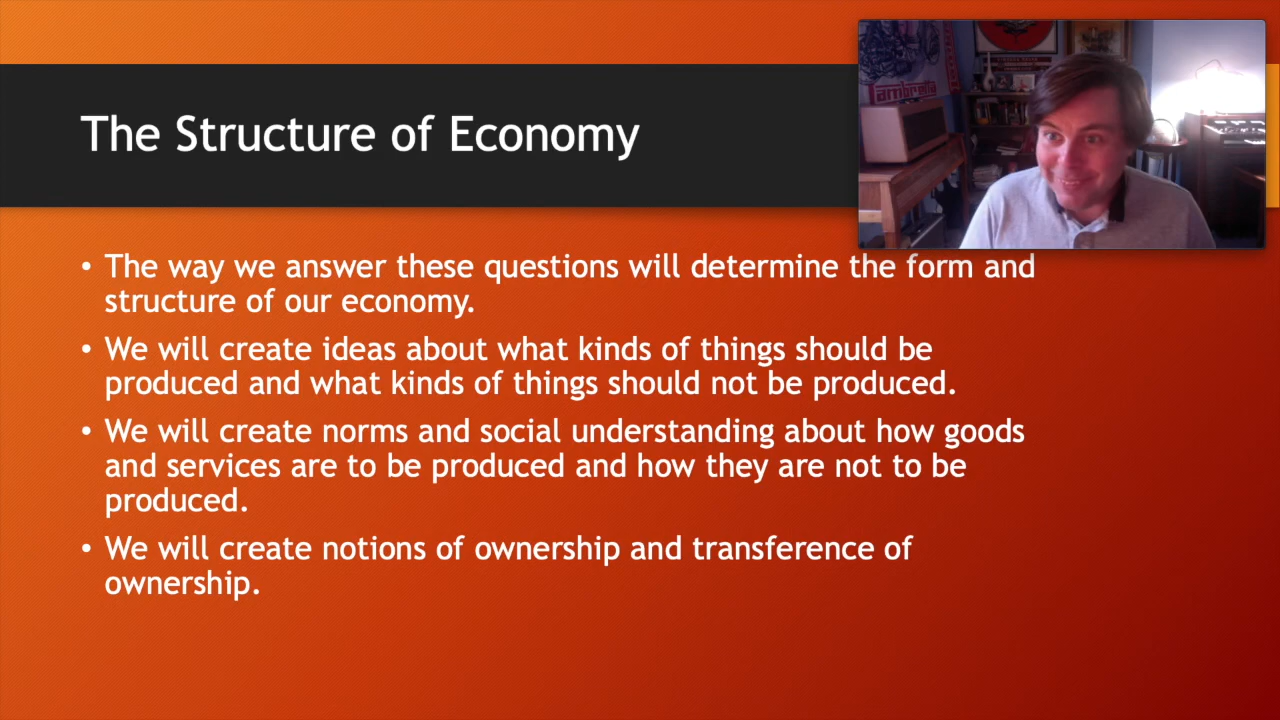 The Structure of Economy
Lambretta
• The way we answer these questions will determine the form and
structure of our economy.
• We will create ideas about what kinds of things should be
produced and what kinds of things should not be produced.
• We will create norms and social understanding about how goods
and services are to be produced and how they are not to be
produced.
• We will create notions of ownership and transference of
ownership.